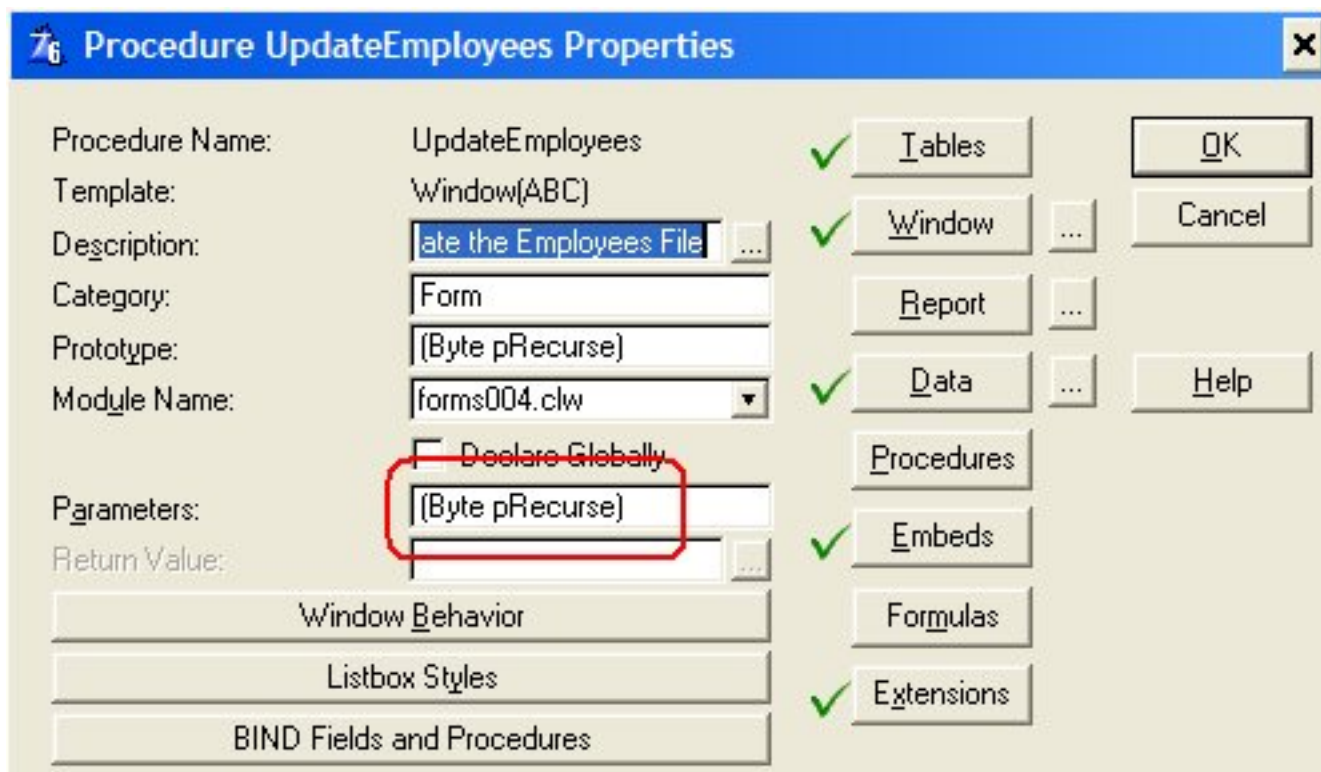 Procedure UpdateEmployees Properties
Procedure Name: UpdateEmployees Tables OK
Template: Window(ABC)
Description: ate the Employees File ... Window ... Cancel
Category: Form
Prototype: (Byte pRecurse) Report ...
Module Name: forms004.clw Data ... Help
Declare Globally Procedures
Parameters: (Byte pRecurse)
Return Value: ... Embeds
Window Behavior Formulas
Listbox Styles Extensions
BIND Fields and Procedures